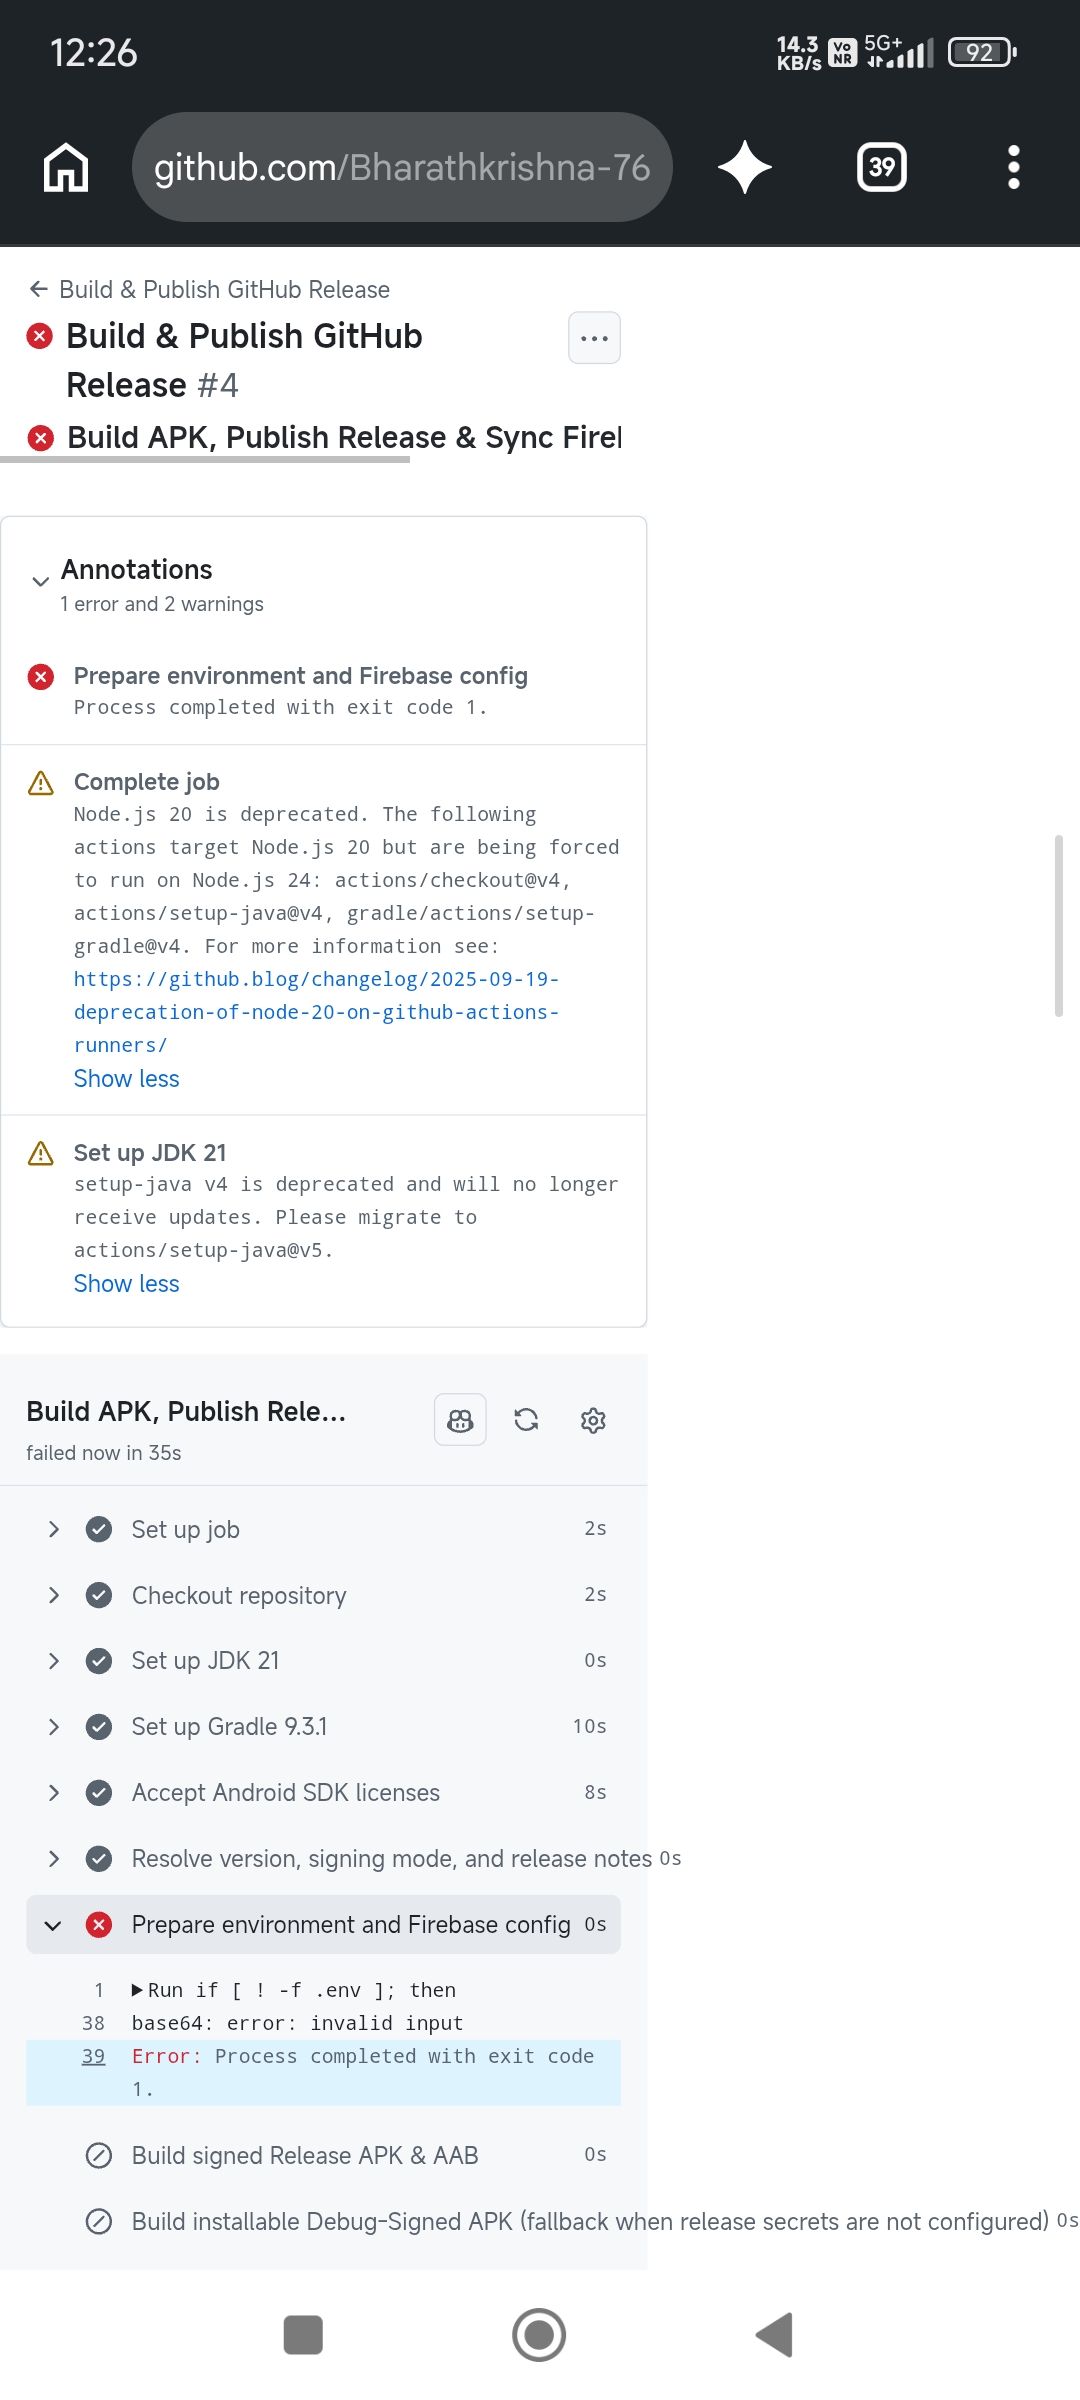 12:26
14.3 KB/s
Vo NR
5G+
92
github.com/Bharathkrishna-76
39
Build & Publish GitHub Release
Build & Publish GitHub
Release #4
Build APK, Publish Release & Sync Fire
Annotations
1 error and 2 warnings
Prepare environment and Firebase config
Process completed with exit code 1.
Complete job
Node.js 20 is deprecated. The following
actions target Node.js 20 but are being forced
to run on Node.js 24: actions/checkout@v4,
actions/setup-java@v4, gradle/actions/setup-
gradle@v4. For more information see:
https://github.blog/changelog/2025-09-19-
deprecation-of-node-20-on-github-actions-
runners/
Show less
Set up JDK 21
setup-java v4 is deprecated and will no longer
receive updates. Please migrate to
actions/setup-java@v5.
Show less
Build APK, Publish Rele...
failed now in 35s
Set up job 2s
Checkout repository 2s
Set up JDK 21 0s
Set up Gradle 9.3.1 10s
Accept Android SDK licenses 8s
Resolve version, signing mode, and release notes 0s
Prepare environment and Firebase config 0s
1 Run if [ ! -f .env ]; then
38 base64: error: invalid input
39 Error: Process completed with exit code
1.
Build signed Release APK & AAB 0s
Build installable Debug-Signed APK (fallback when release secrets are not configured) 0s